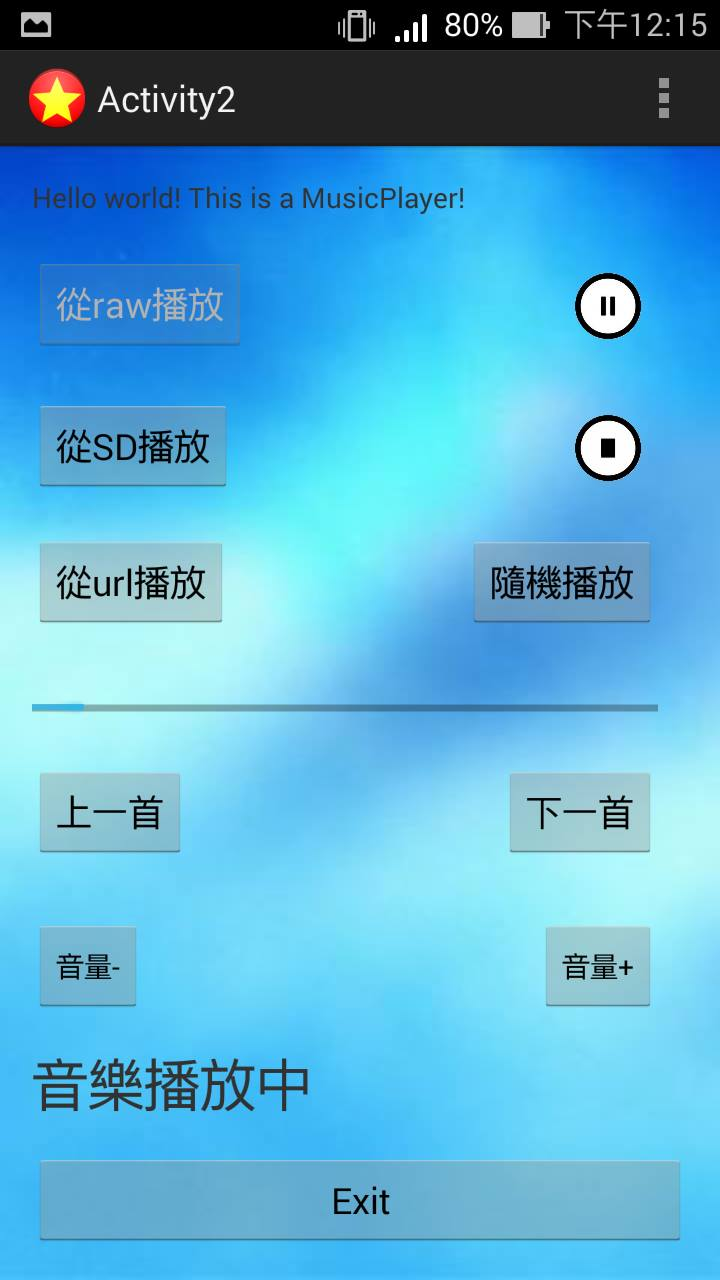 80% 下午12:15
Activity2
Hello world! This is a MusicPlayer!
從raw播放
從SD播放
從url播放 隨機播放
上一首 下一首
音量- 音量+
音樂播放中
Exit